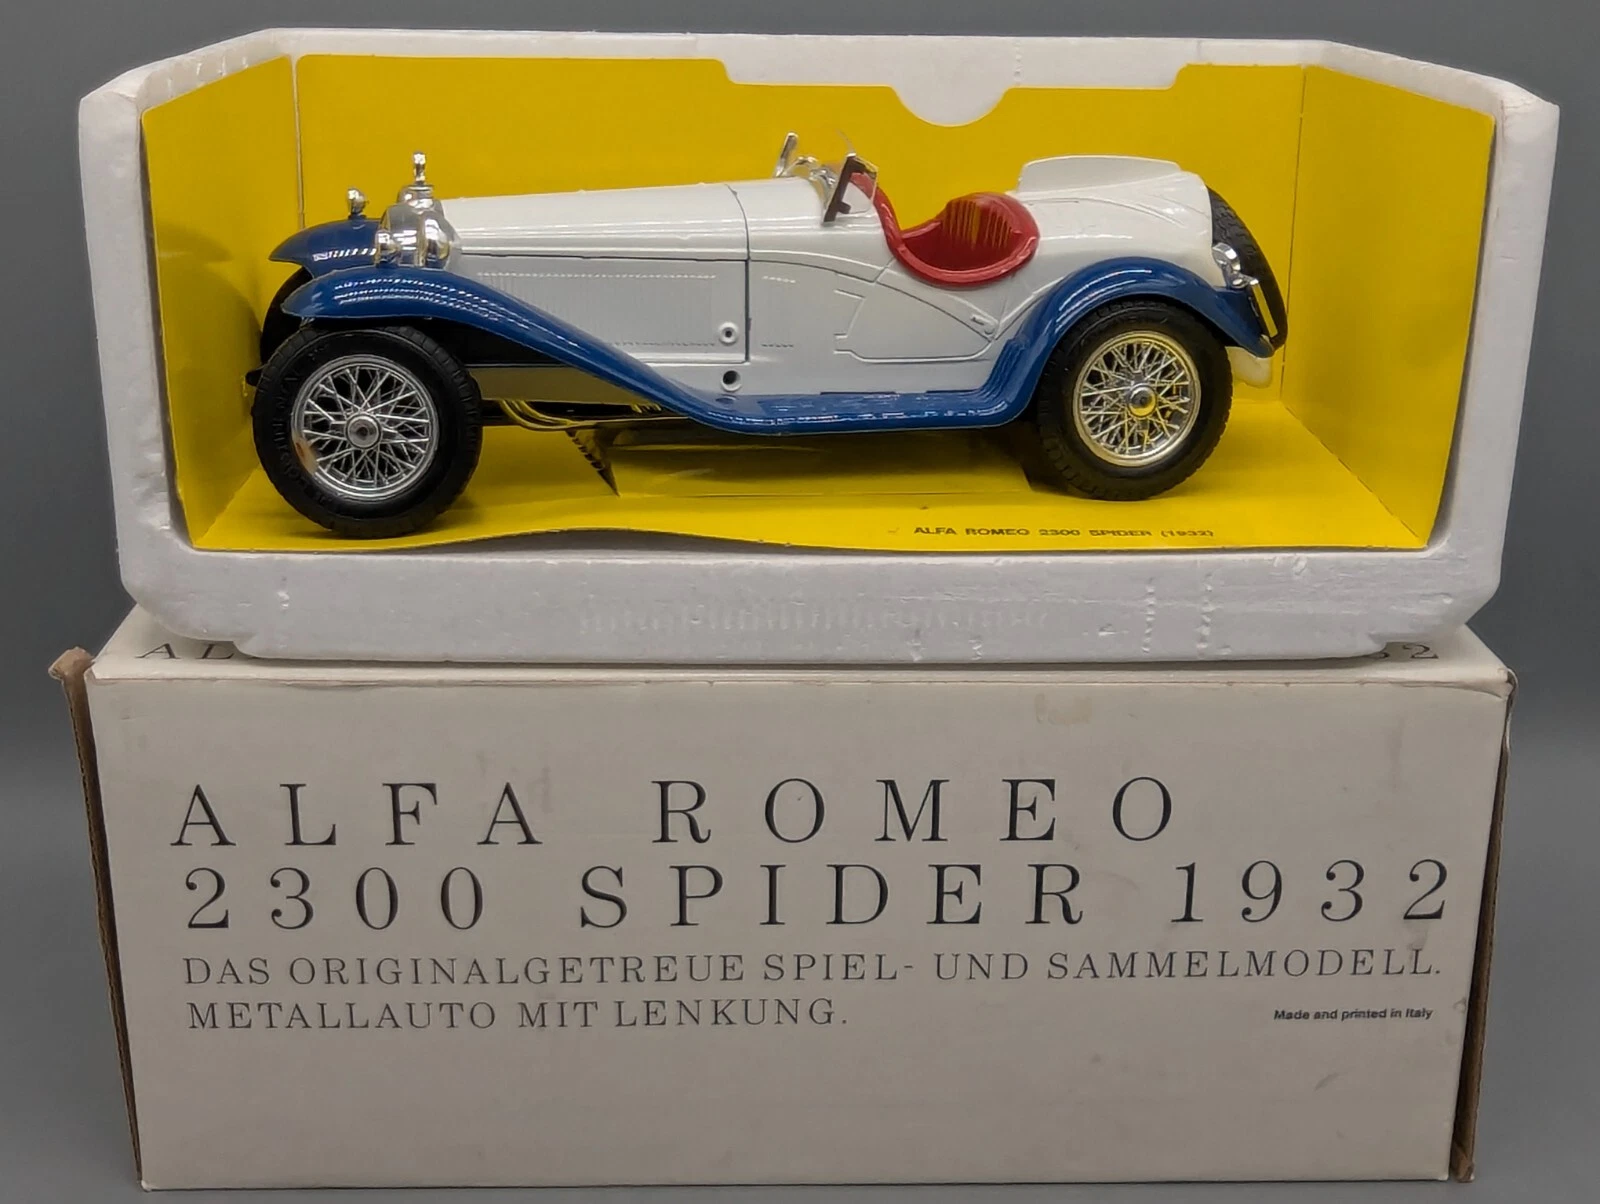 ALFA ROMEO 2300 SPIDER (1932)
ALFA ROMEO
2300 SPIDER 1932
DAS ORIGINALGETREUE SPIEL- UND SAMMELMODELL.
METALLAUTO MIT LENKUNG.
Made and printed in Italy